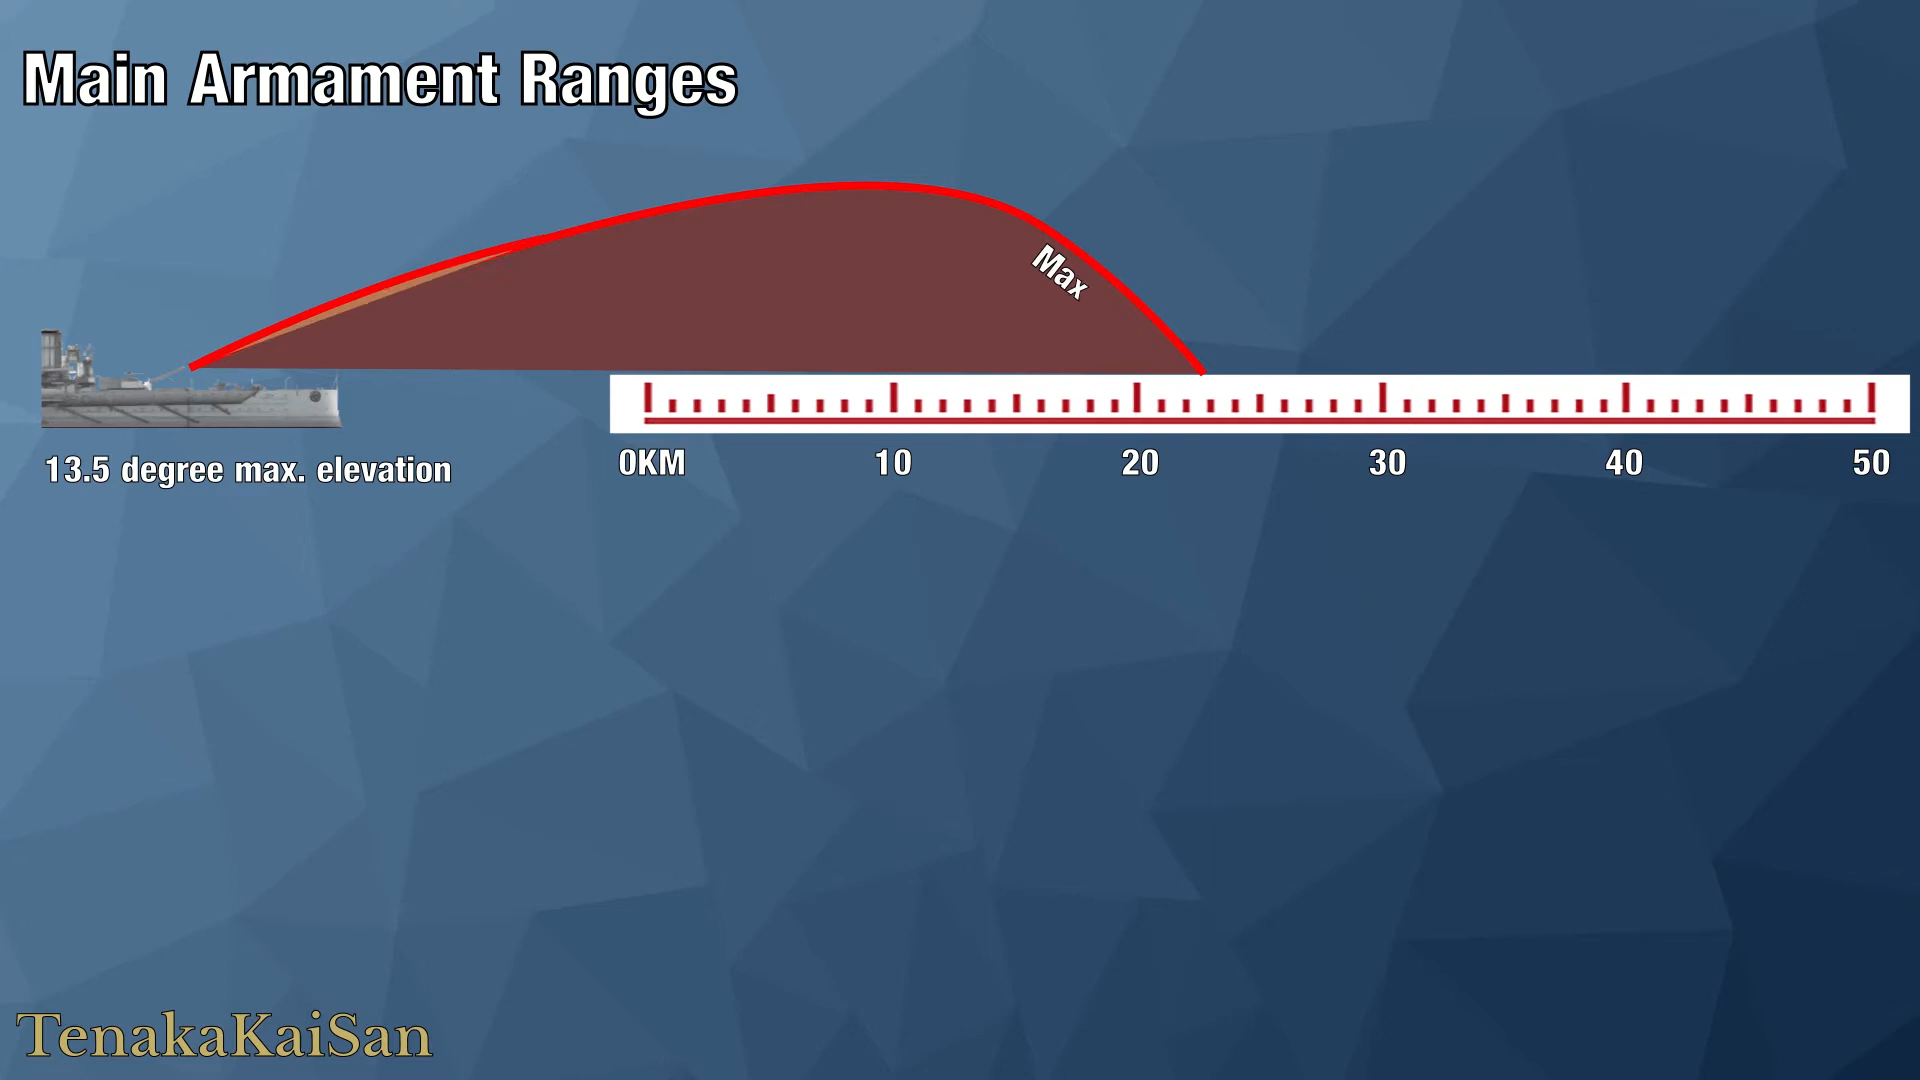 Main Armament Ranges
Max
13.5 degree max. elevation
0KM 10 20 30 40 50
TenakaKaiSan